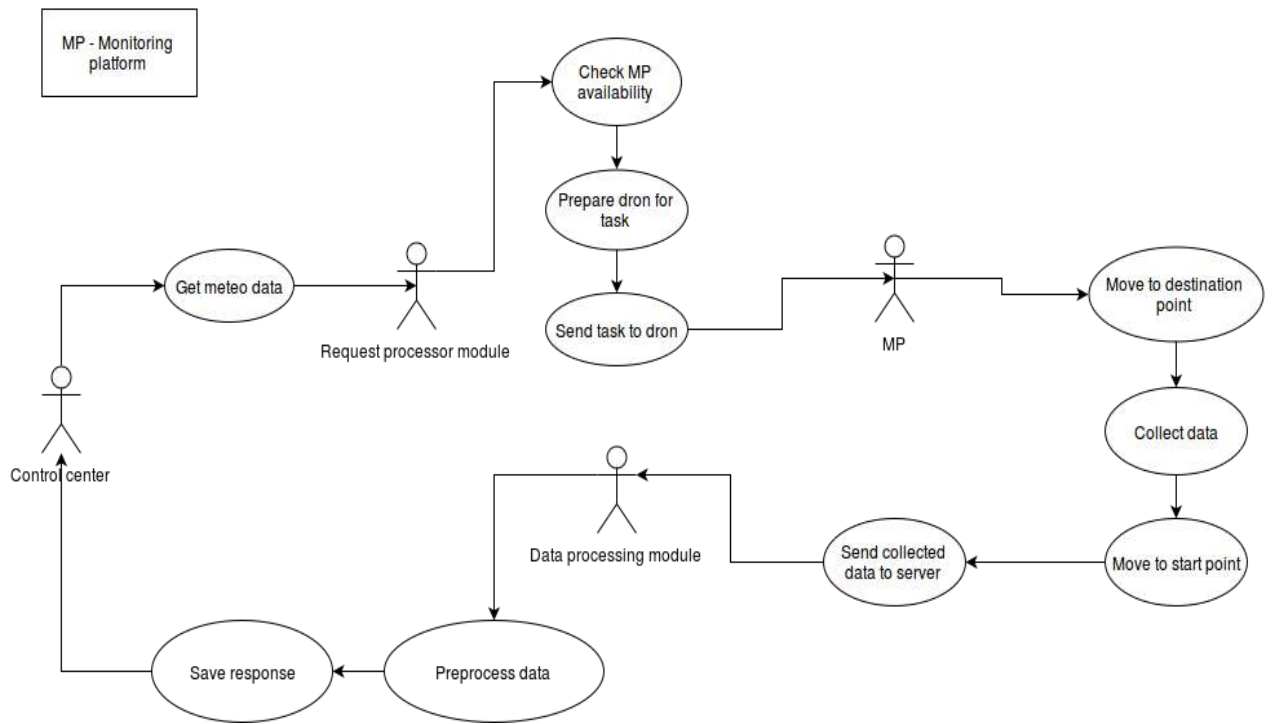 MP - Monitoring
platform
Check MP
availability
Prepare dron for
task
Get meteo data
Request processor module
Send task to dron
MP
Move to destination
point
Collect data
Control center
Data processing module
Send collected
data to server
Move to start point
Save response
Preprocess data